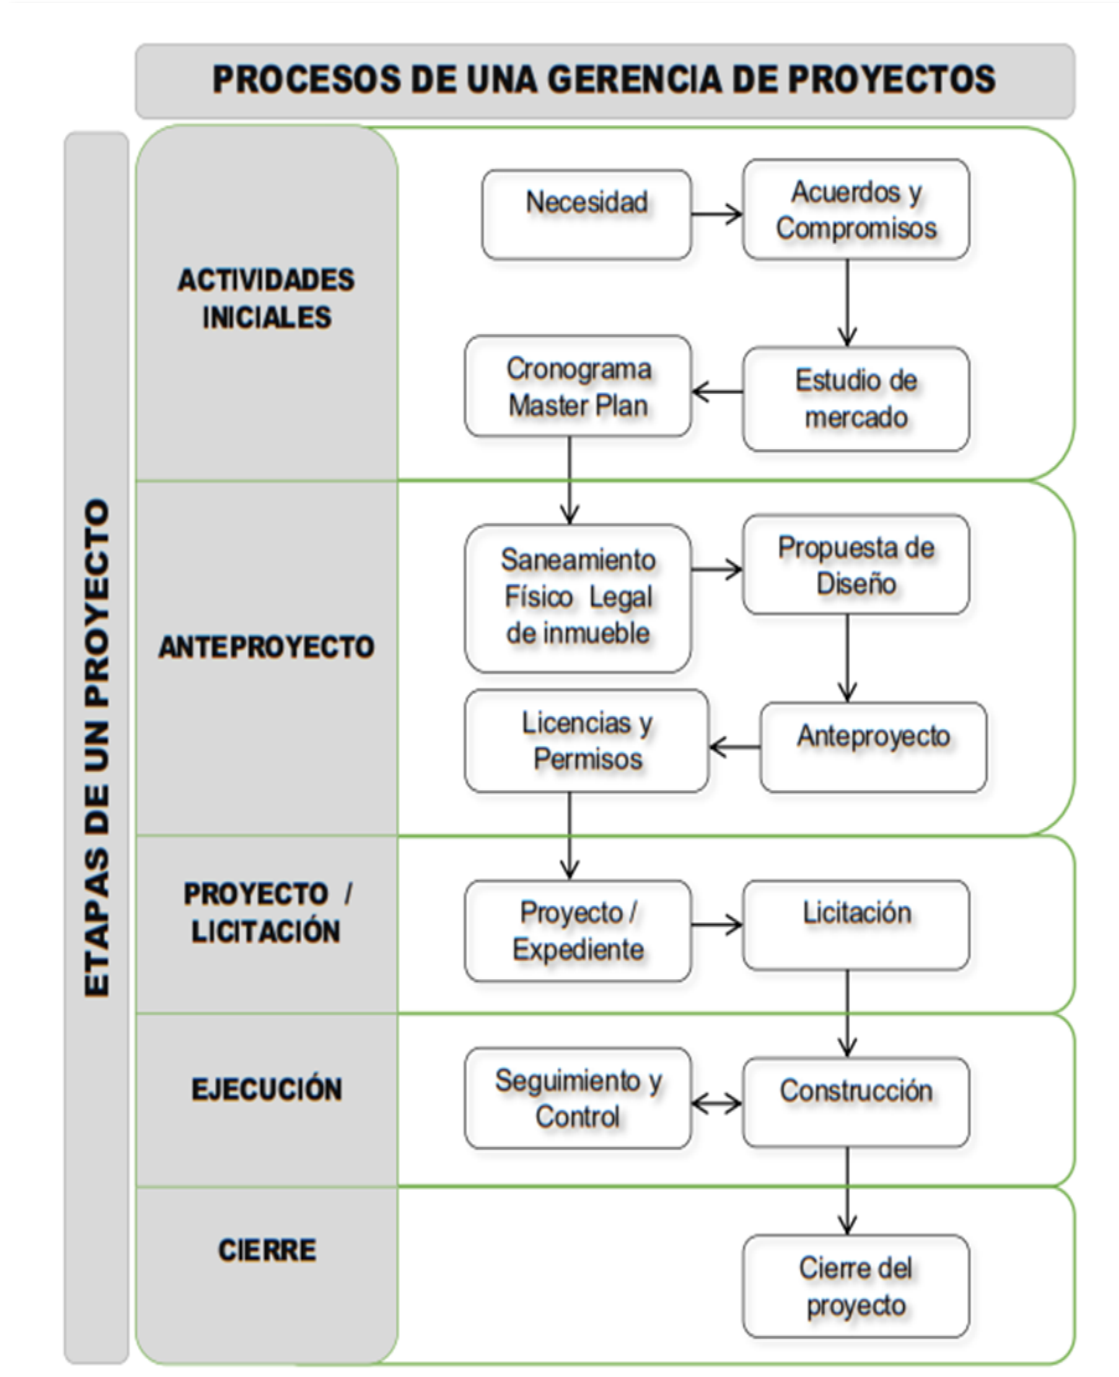 PROCESOS DE UNA GERENCIA DE PROYECTOS
ETAPAS DE UN PROYECTO
ACTIVIDADES
INICIALES
Necesidad
Acuerdos y
Compromisos
Cronograma
Master Plan
Estudio de
mercado
ANTEPROYECTO
Saneamiento
Físico Legal
de inmueble
Propuesta de
Diseño
Licencias y
Permisos
Anteproyecto
PROYECTO /
LICITACIÓN
Proyecto /
Expediente
Licitación
EJECUCIÓN
Seguimiento y
Control
Construcción
CIERRE
Cierre del
proyecto